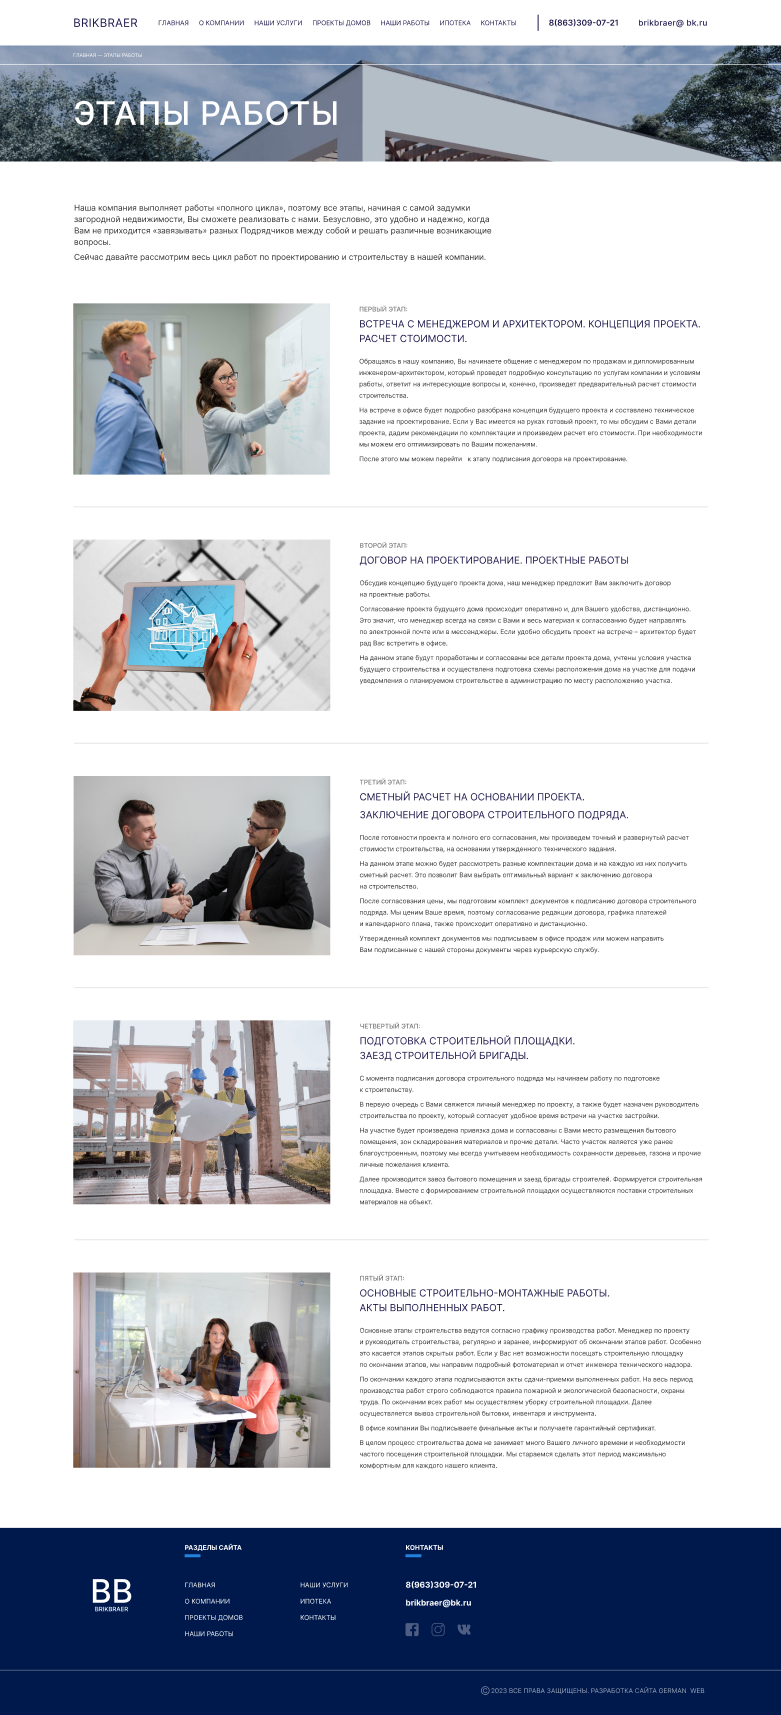 BRIKBRAER
ГЛАВНАЯ
О КОМПАНИИ
НАШИ УСЛУГИ
ПРОЕКТЫ ДОМОВ
НАШИ РАБОТЫ
ИПОТЕКА
КОНТАКТЫ
8(863)309-07-21
brikbraer@ bk.ru
ГЛАВНАЯ — ЭТАПЫ РАБОТЫ
ЭТАПЫ РАБОТЫ
Наша компания выполняет работы «полного цикла», поэтому все этапы, начиная с самой задумки
загородной недвижимости, Вы сможете реализовать с нами. Безусловно, это удобно и надежно, когда
Вам не приходится «завязывать» разных Подрядчиков между собой и решать различные возникающие
вопросы.
Сейчас давайте рассмотрим весь цикл работ по проектированию и строительству в нашей компании.
ПЕРВЫЙ ЭТАП:
ВСТРЕЧА С МЕНЕДЖЕРОМ И АРХИТЕКТОРОМ. КОНЦЕПЦИЯ ПРОЕКТА.
РАСЧЕТ СТОИМОСТИ.
Обращаясь в нашу компанию, Вы начинаете общение с менеджером по продажам и дипломированным
инженером-архитектором, который проведет подробную консультацию по услугам компании и условиям
работы, ответит на интересующие вопросы и, конечно, произведет предварительный расчет стоимости
строительства.
На встрече в офисе будет подробно разобрана концепция будущего проекта и составлено техническое
задание на проектирование. Если у Вас имеется на руках готовый проект, то мы обсудим с Вами детали
проекта, дадим рекомендации по комплектации и произведем расчет его стоимости. При необходимости
мы можем его оптимизировать по Вашим пожеланиям.
После этого мы можем перейти к этапу подписания договора на проектирование.
ВТОРОЙ ЭТАП:
ДОГОВОР НА ПРОЕКТИРОВАНИЕ. ПРОЕКТНЫЕ РАБОТЫ
Обсудив концепцию будущего проекта дома, наш менеджер предложит Вам заключить договор
на проектные работы.
Согласование проекта будущего дома происходит оперативно и, для Вашего удобства, дистанционно.
Это значит, что менеджер всегда на связи с Вами и весь материал к согласованию будет направлять
по электронной почте или в мессенджеры. Если удобно обсудить проект на встрече – архитектор будет
рад Вас встретить в офисе.
На данном этапе будут проработаны и согласованы все детали проекта дома, учтены условия участка
будущего строительства и осуществлена подготовка схемы расположения дома на участке для подачи
уведомления о планируемом строительстве в администрацию по месту расположению участка.
ТРЕТИЙ ЭТАП:
СМЕТНЫЙ РАСЧЕТ НА ОСНОВАНИИ ПРОЕКТА.
ЗАКЛЮЧЕНИЕ ДОГОВОРА СТРОИТЕЛЬНОГО ПОДРЯДА.
После готовности проекта и полного его согласования, мы произведем точный и развернутый расчет
стоимости строительства, на основании утвержденного технического задания.
На данном этапе можно будет рассмотреть разные комплектации дома и на каждую из них получить
сметный расчет. Это позволит Вам выбрать оптимальный вариант к заключению договора
на строительство.
После согласования цены, мы подготовим комплект документов к подписанию договора строительного
подряда. Мы ценим Ваше время, поэтому согласование редакции договора, графика платежей
и календарного плана, также происходит оперативно и дистанционно.
Утвержденный комплект документов мы подписываем в офисе продаж или можем направить
Вам подписанные с нашей стороны документы через курьерскую службу.
ЧЕТВЕРТЫЙ ЭТАП:
ПОДГОТОВКА СТРОИТЕЛЬНОЙ ПЛОЩАДКИ.
ЗАЕЗД СТРОИТЕЛЬНОЙ БРИГАДЫ.
С момента подписания договора строительного подряда мы начинаем работу по подготовке
к строительству.
В первую очередь с Вами свяжется личный менеджер по проекту, а также будет назначен руководитель
строительства по проекту, который согласует удобное время встречи на участке застройки.
На участке будет произведена привязка дома и согласованы с Вами место размещения бытового
помещения, зон складирования материалов и прочие детали. Часто участок является уже ранее
благоустроенным, поэтому мы всегда учитываем необходимость сохранности деревьев, газона и прочие
личные пожелания клиента.
Далее производится завоз бытового помещения и заезд бригады строителей. Формируется строительная
площадка. Вместе с формированием строительной площадки осуществляются поставки строительных
материалов на объект.
ПЯТЫЙ ЭТАП:
ОСНОВНЫЕ СТРОИТЕЛЬНО-МОНТАЖНЫЕ РАБОТЫ.
АКТЫ ВЫПОЛНЕННЫХ РАБОТ.
Основные этапы строительства ведутся согласно графику производства работ. Менеджер по проекту
и руководитель строительства, регулярно и заранее, информируют об окончании этапов работ. Особенно
это касается этапов скрытых работ. Если у Вас нет возможности посещать строительную площадку
по окончании этапов, мы направим подробный фотоматериал и отчет инженера технического надзора.
По окончании каждого этапа подписываются акты сдачи-приемки выполненных работ. На весь период
производства работ строго соблюдаются правила пожарной и экологической безопасности, охраны
труда. По окончании всех работ мы осуществляем уборку строительной площадки. Далее
осуществляется вывоз строительной бытовки, инвентаря и инструмента.
В офисе компании Вы подписываете финальные акты и получаете гарантийный сертификат.
В целом процесс строительства дома не занимает много Вашего личного времени и необходимости
частого посещения строительной площадки. Мы стараемся сделать этот период максимально
комфортным для каждого нашего клиента.
РАЗДЕЛЫ САЙТА
КОНТАКТЫ
BB
BRIKBRAER
ГЛАВНАЯ
О КОМПАНИИ
ПРОЕКТЫ ДОМОВ
НАШИ РАБОТЫ
НАШИ УСЛУГИ
ИПОТЕКА
КОНТАКТЫ
8(963)309-07-21
brikbraer@bk.ru
© 2023 ВСЕ ПРАВА ЗАЩИЩЕНЫ. РАЗРАБОТКА САЙТА GERMAN WEB